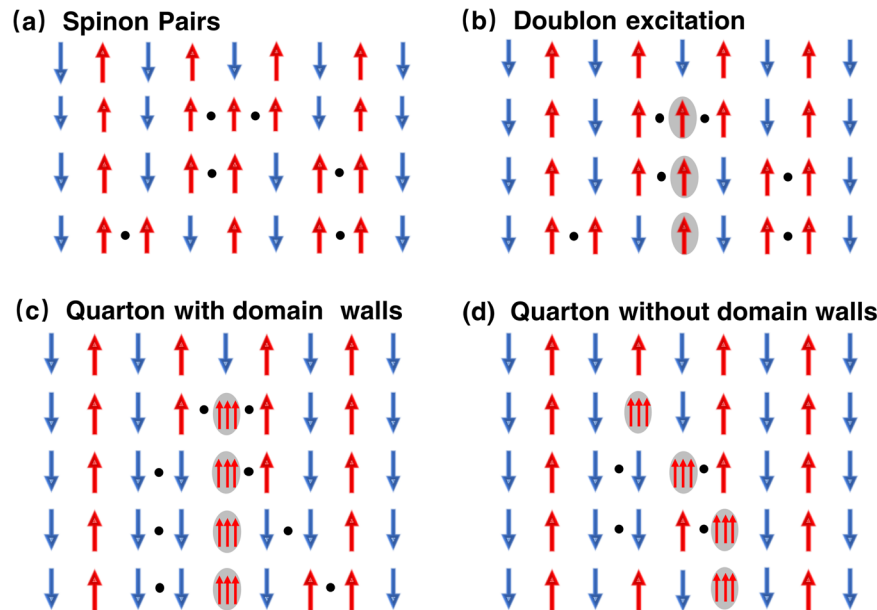 (a) Spinon Pairs
(b) Doublon excitation
(c) Quarton with domain walls
(d) Quarton without domain walls